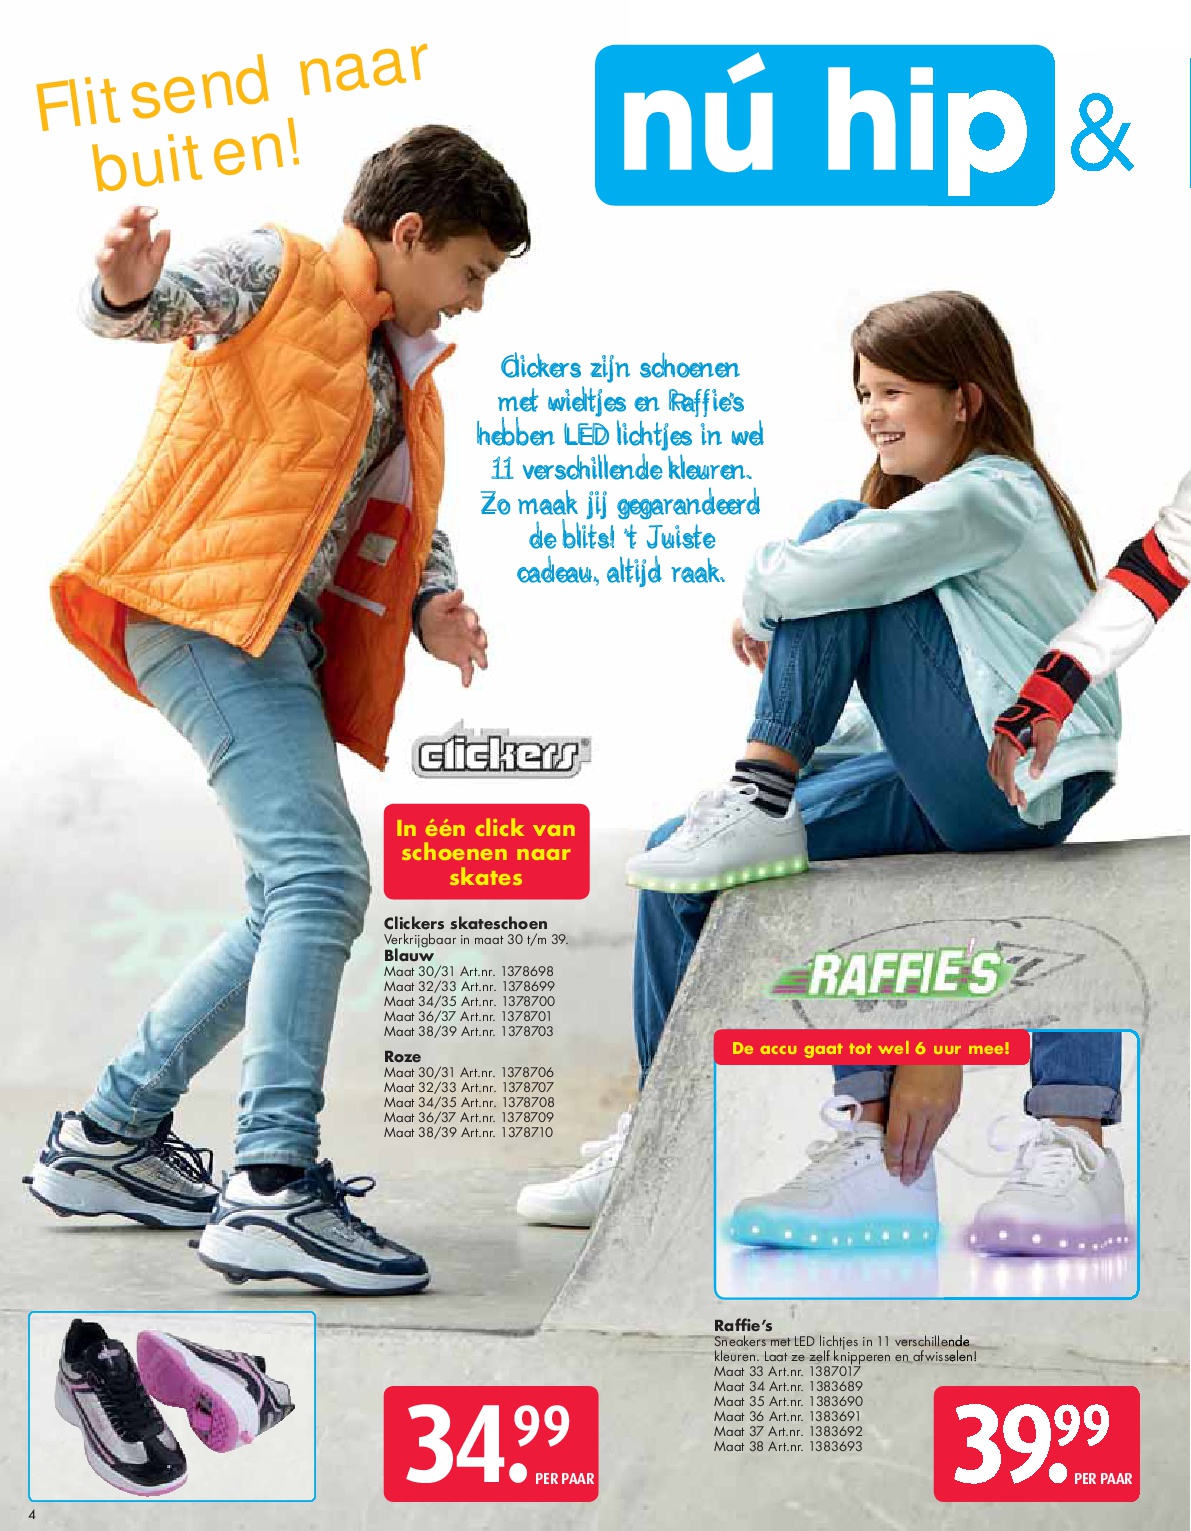 Flitsend naar
buiten!
nú hip &
Clickers zijn schoenen
met wieltjes en Raffie's
hebben LED lichtjes in wel
11 verschillende kleuren.
Zo maak jij gegarandeerd
de blits! 't Juiste
cadeau, altijd raak.
clickers®
In één click van
schoenen naar
skates
Clickers skateschoen
Verkrijgbaar in maat 30 t/m 39.
Blauw
Maat 30/31 Art.nr. 1378698
Maat 32/33 Art.nr. 1378699
Maat 34/35 Art.nr. 1378700
Maat 36/37 Art.nr. 1378701
Maat 38/39 Art.nr. 1378703
Roze
Maat 30/31 Art.nr. 1378706
Maat 32/33 Art.nr. 1378707
Maat 34/35 Art.nr. 1378708
Maat 36/37 Art.nr. 1378709
Maat 38/39 Art.nr. 1378710
34.99
PER PAAR
RAFFIE'S
De accu gaat tot wel 6 uur mee!
Raffie's
Sneakers met LED lichtjes in 11 verschillende
kleuren. Laat ze zelf knipperen en afwisselen!
Maat 33 Art.nr. 1387017
Maat 34 Art.nr. 1383689
Maat 35 Art.nr. 1383690
Maat 36 Art.nr. 1383691
Maat 37 Art.nr. 1383692
Maat 38 Art.nr. 1383693
39.99
PER PAAR
4